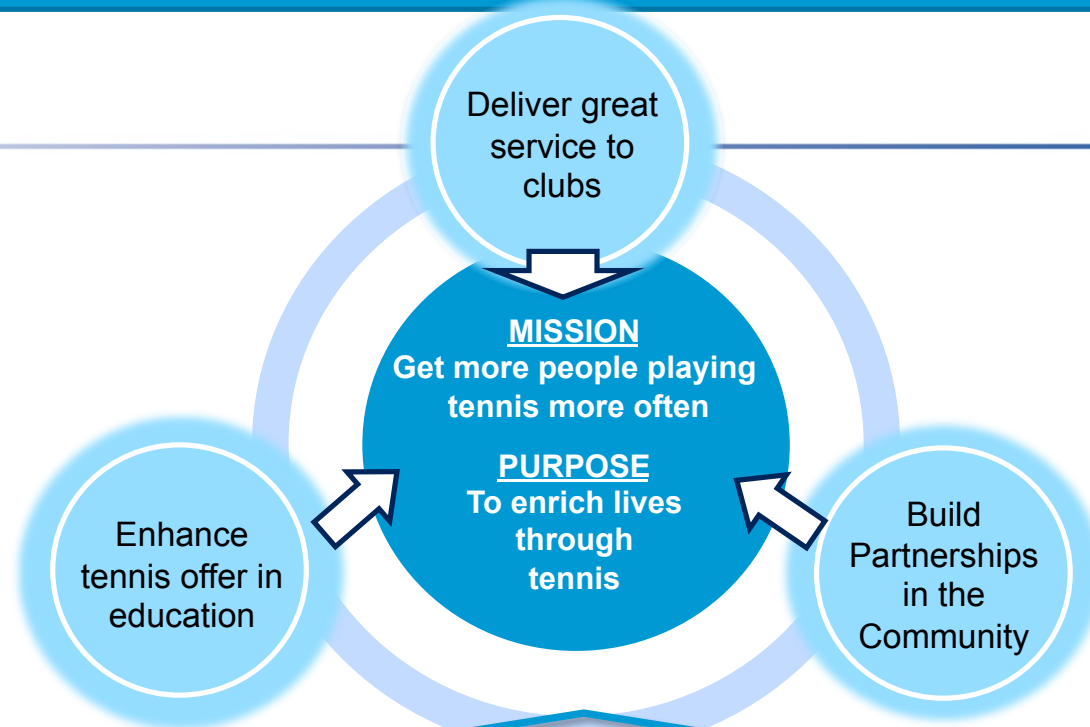 Deliver great
service to
clubs
MISSION
Get more people playing
tennis more often
PURPOSE
To enrich lives
through
tennis
Enhance
tennis offer in
education
Build
Partnerships
in the
Community